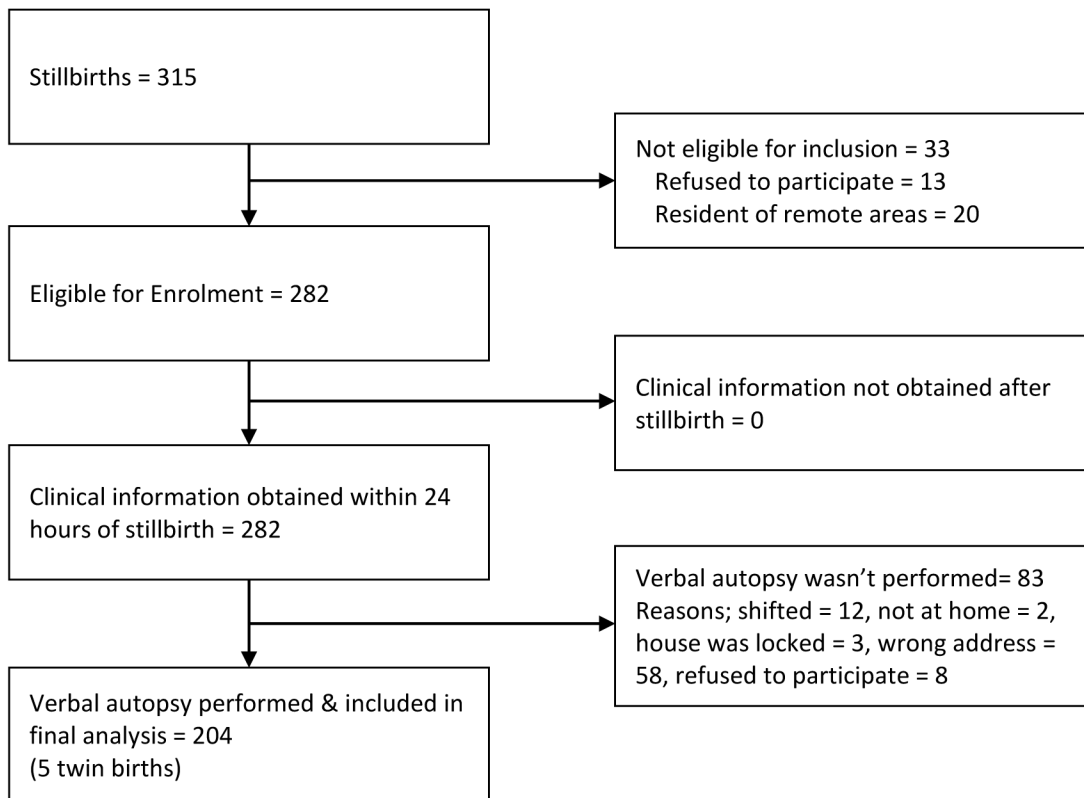 Stillbirths = 315
Not eligible for inclusion = 33
Refused to participate = 13
Resident of remote areas = 20
Eligible for Enrolment = 282
Clinical information not obtained after
stillbirth = 0
Clinical information obtained within 24
hours of stillbirth = 282
Verbal autopsy wasn’t performed= 83
Reasons; shifted = 12, not at home = 2,
house was locked = 3, wrong address =
58, refused to participate = 8
Verbal autopsy performed & included in
final analysis = 204
(5 twin births)